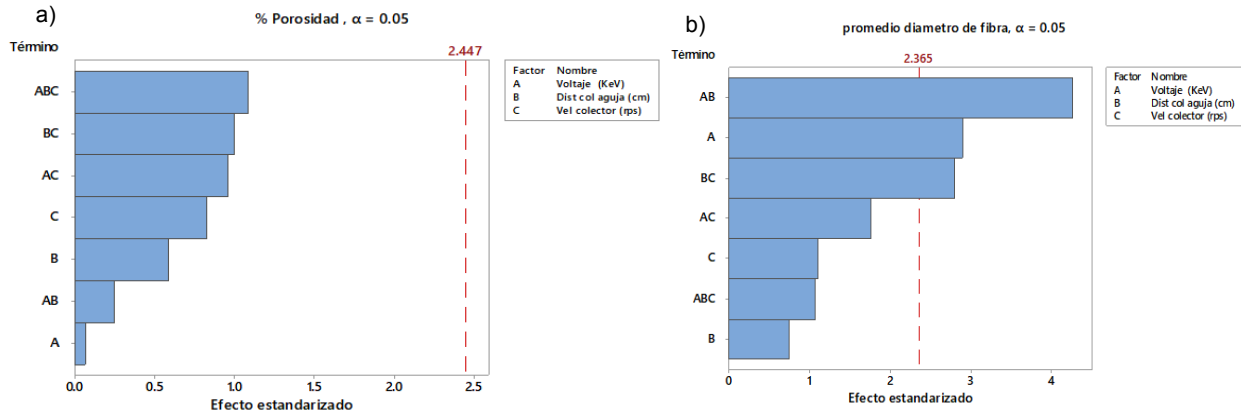 a)
% Porosidad , α = 0.05
Término
2.447
ABC
BC
AC
C
B
AB
A
0.0 0.5 1.0 1.5 2.0 2.5
Efecto estandarizado
Factor Nombre
A Voltaje (KeV)
B Dist col aguja (cm)
C Vel colector (rps)
b)
promedio diametro de fibra, α = 0.05
Término
2.365
AB
A
BC
AC
C
ABC
B
0 1 2 3 4
Efecto estandarizado
Factor Nombre
A Voltaje (KeV)
B Dist col aguja (cm)
C Vel colector (rps)